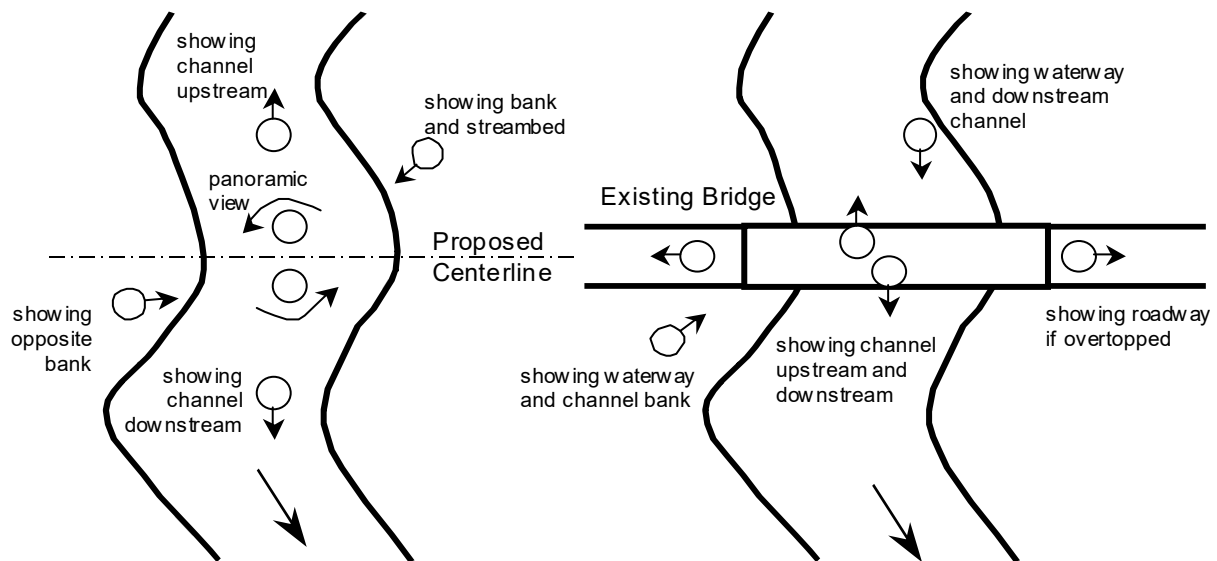 showing
channel
upstream
showing bank
and streambed
panoramic
view
Proposed
Centerline
showing
opposite
bank
showing
channel
downstream
showing waterway
and downstream
channel
Existing Bridge
showing roadway
if overtopped
showing waterway
and channel bank
showing channel
upstream and
downstream